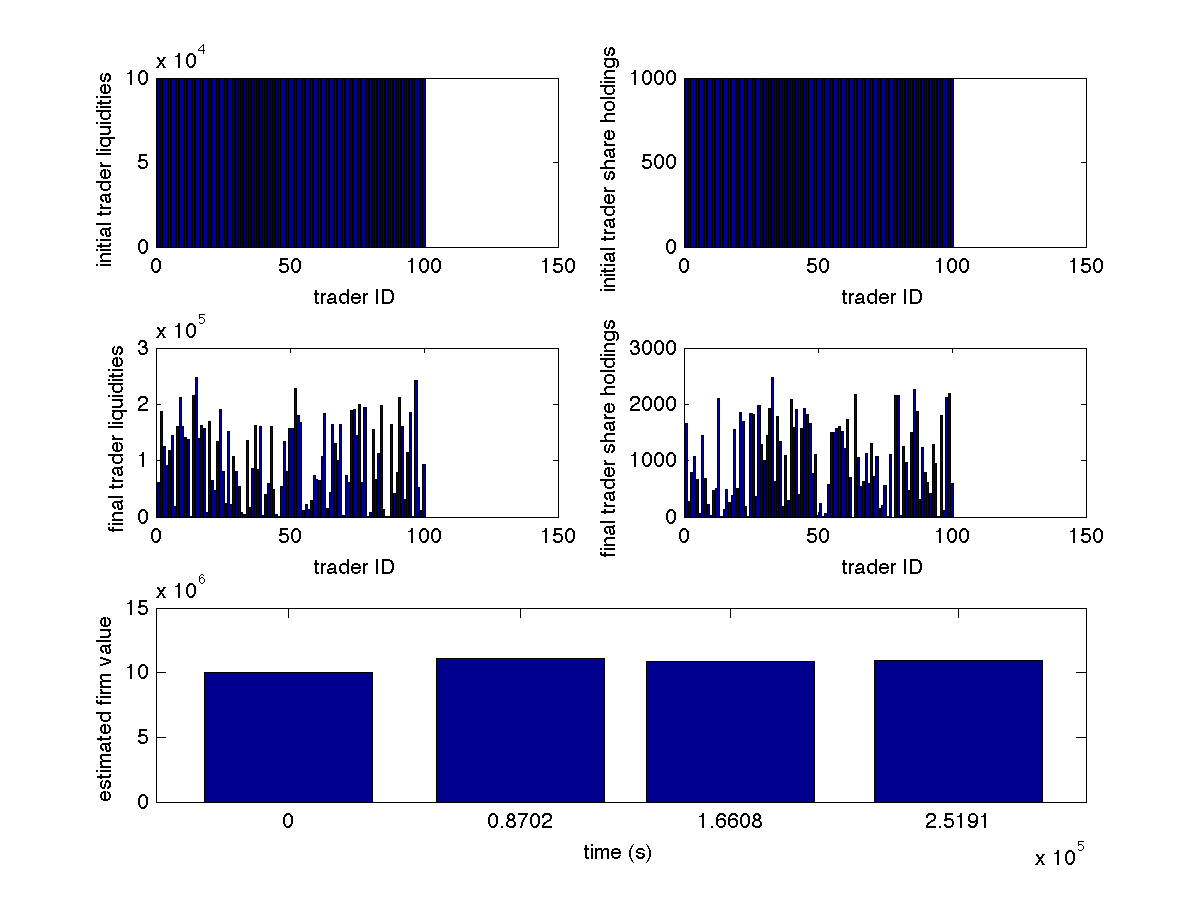 x 10^4
10
5
0
initial trader liquidities
0 50 100 150
trader ID
1000
500
0
initial trader share holdings
0 50 100 150
trader ID
x 10^5
3
2
1
0
final trader liquidities
0 50 100 150
trader ID
3000
2000
1000
0
final trader share holdings
0 50 100 150
trader ID
x 10^6
15
10
5
0
estimated firm value
0 0.8702 1.6608 2.5191
time (s)
x 10^5